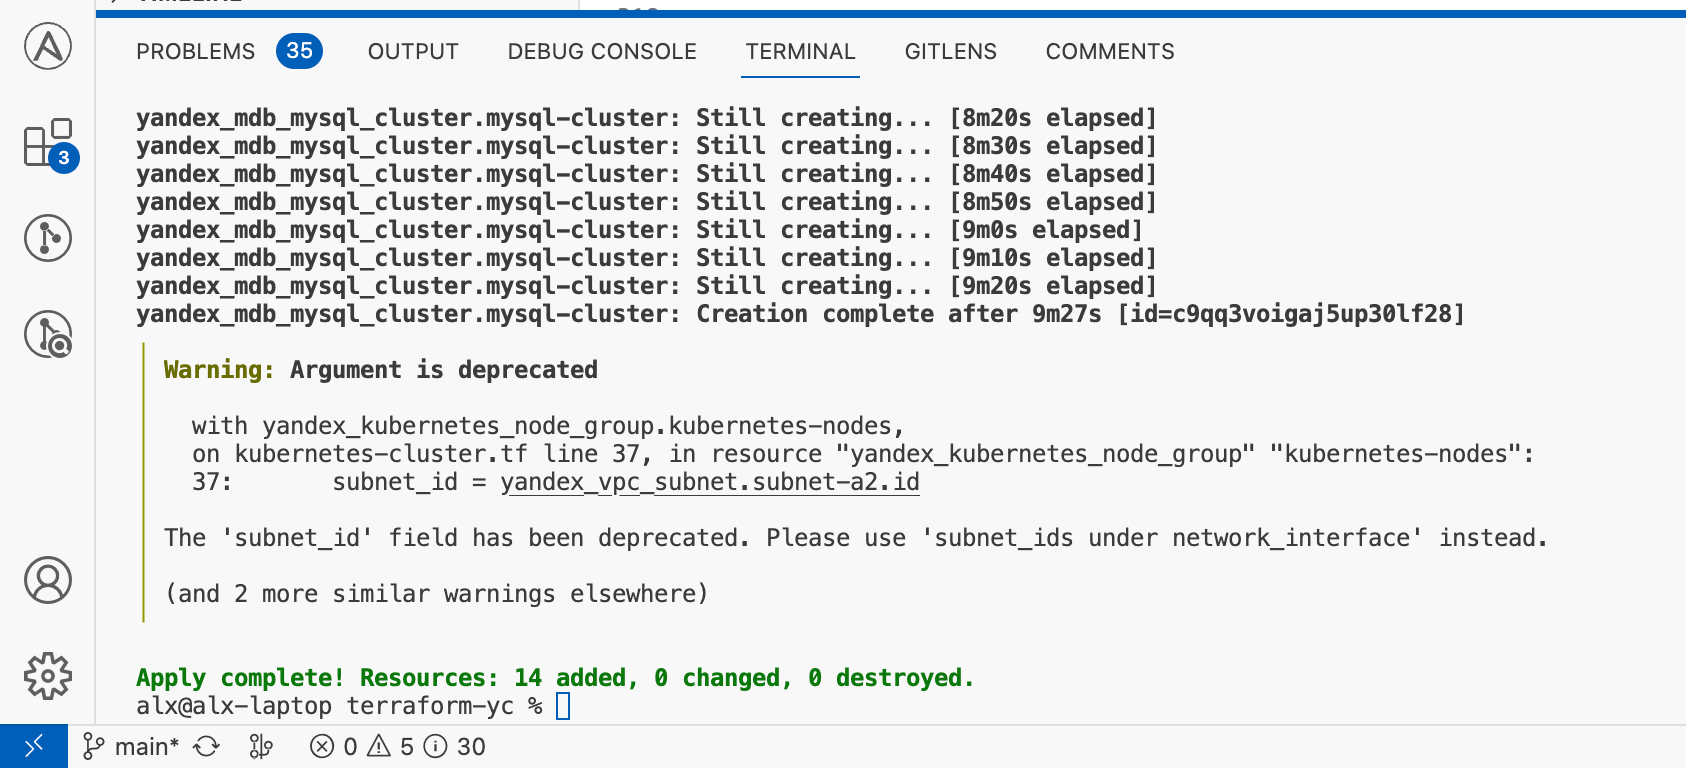 PROBLEMS 35 OUTPUT DEBUG CONSOLE TERMINAL GITLENS COMMENTS
yandex_mdb_mysql_cluster.mysql-cluster: Still creating... [8m20s elapsed]
yandex_mdb_mysql_cluster.mysql-cluster: Still creating... [8m30s elapsed]
yandex_mdb_mysql_cluster.mysql-cluster: Still creating... [8m40s elapsed]
yandex_mdb_mysql_cluster.mysql-cluster: Still creating... [8m50s elapsed]
yandex_mdb_mysql_cluster.mysql-cluster: Still creating... [9m0s elapsed]
yandex_mdb_mysql_cluster.mysql-cluster: Still creating... [9m10s elapsed]
yandex_mdb_mysql_cluster.mysql-cluster: Still creating... [9m20s elapsed]
yandex_mdb_mysql_cluster.mysql-cluster: Creation complete after 9m27s [id=c9qq3voigaj5up30lf28]
Warning: Argument is deprecated
with yandex_kubernetes_node_group.kubernetes-nodes,
on kubernetes-cluster.tf line 37, in resource "yandex_kubernetes_node_group" "kubernetes-nodes":
37: subnet_id = yandex_vpc_subnet.subnet-a2.id
The 'subnet_id' field has been deprecated. Please use 'subnet_ids under network_interface' instead.
(and 2 more similar warnings elsewhere)
Apply complete! Resources: 14 added, 0 changed, 0 destroyed.
alx@alx-laptop terraform-yc %
3
main* 0 5 30